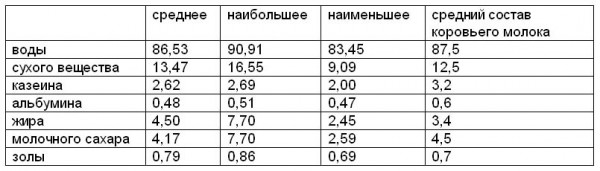 среднее наибольшее наименьшее средний состав
коровьего молока
воды 86,53 90,91 83,45 87,5
сухого вещества 13,47 16,55 9,09 12,5
казеина 2,62 2,69 2,00 3,2
альбумина 0,48 0,51 0,47 0,6
жира 4,50 7,70 2,45 3,4
молочного сахара 4,17 7,70 2,59 4,5
золы 0,79 0,86 0,69 0,7